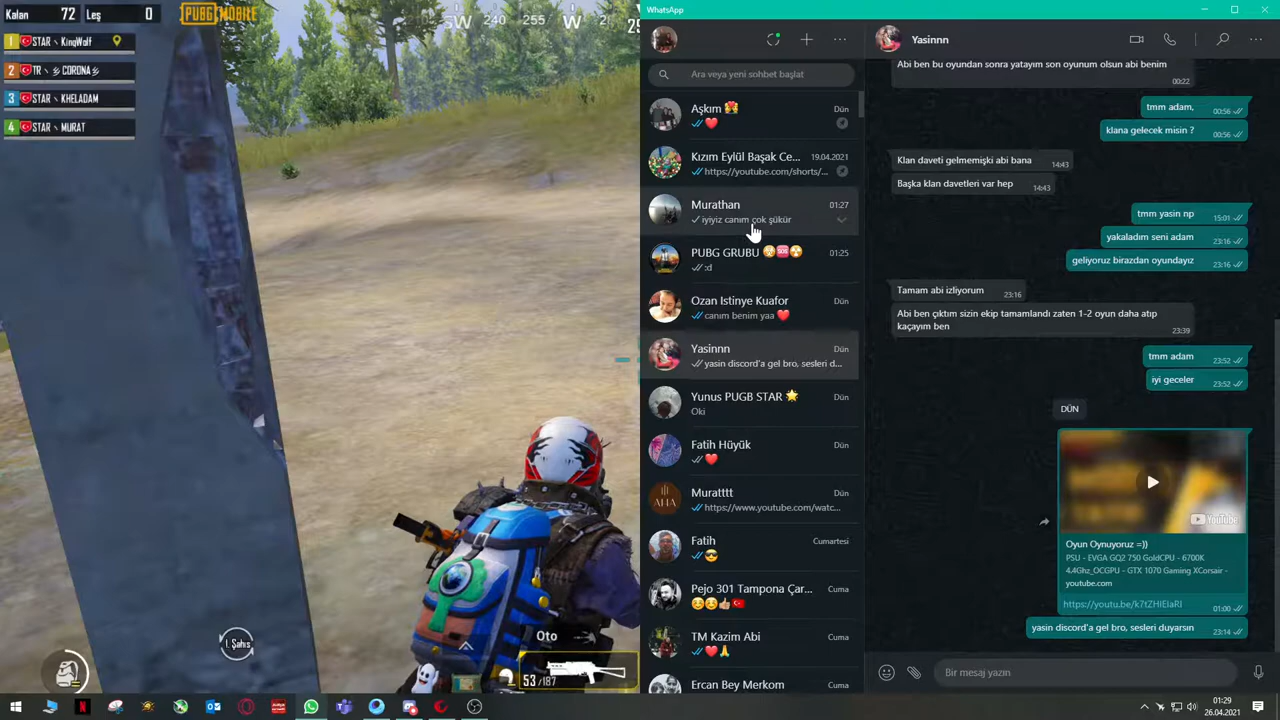 Kalan 72 Leş 0
PUBG MOBILE
SW 240 255 W
1 STAR \ KingWalf
2 TR \ CORONA
3 STAR \ KHELADAM
4 STAR \ MURAT
1. Şahıs
Oto
53/187
WhatsApp
Ara veya yeni sohbet başlat
Aşkım Dün
Kızım Eylül Başak Ce... 19.04.2021
https://youtube.com/shorts/...
Murathan 01:27
iyiyiz canım çok şükür
PUBG GRUBU 🆘 01:25
:d
Ozan Istinye Kuafor Dün
canım benim yaa ❤️
Yasinnn Dün
yasin discord'a gel bro, sesleri d...
Yunus PUGB STAR 🌟 Dün
Oki
Fatih Hüyük Dün
❤️
Muratttt Dün
https://www.youtube.com/watc...
Fatih Cumartesi
😎
Pejo 301 Tampona Çar... Cuma
TM Kazim Abi Cuma
❤️🙏
Ercan Bey Merkom Cuma
Yasinnn
Abi ben bu oyundan sonra yatayım son oyunum olsun abi benim
00:22
tmm adam,
00:56
klana gelecek misin ?
00:56
Klan daveti gelmemişki abi bana
14:43
Başka klan davetleri var hep
14:43
tmm yasin np
15:01
yakaladım seni adam
23:16
geliyoruz birazdan oyundayız
23:16
Tamam abi izliyorum
23:16
Abi ben çıktım sizin ekip tamamlandı zaten 1-2 oyun daha atıp
kaçayım ben
23:39
tmm adam
23:52
iyi geceler
23:52
DÜN
YouTube
Oyun Oynuyoruz =))
PSU - EVGA GQ2 750 GoldCPU - 6700K
4.4Ghz_OCGPU - GTX 1070 Gaming XCorsair -
youtube.com
01:00
yasin discord'a gel bro, sesleri duyarsın
23:14
Bir mesaj yazın
01:29
26.04.2021